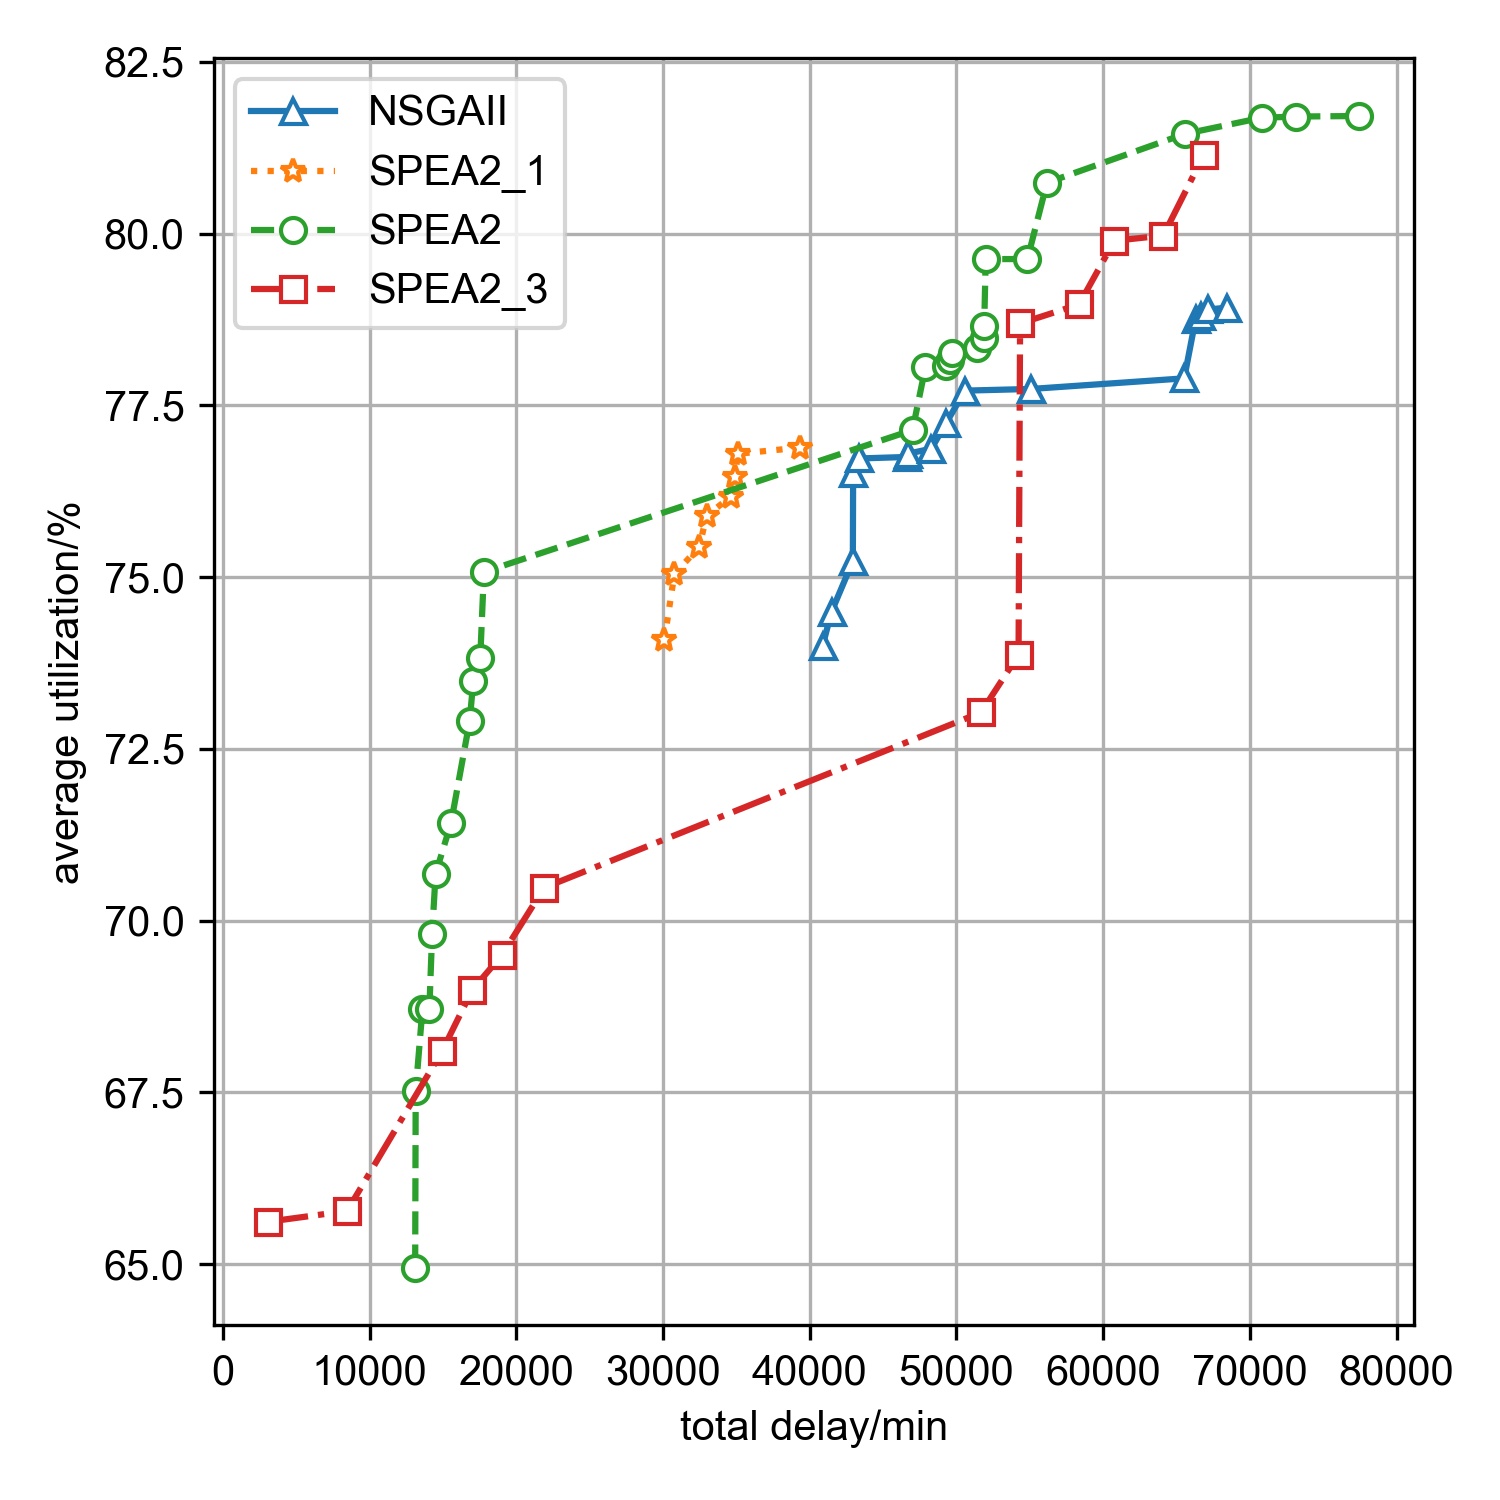 82.5
80.0
77.5
75.0
72.5
70.0
67.5
65.0
average utilization/%
NSGAII
SPEA2_1
SPEA2
SPEA2_3
0 10000 20000 30000 40000 50000 60000 70000 80000
total delay/min